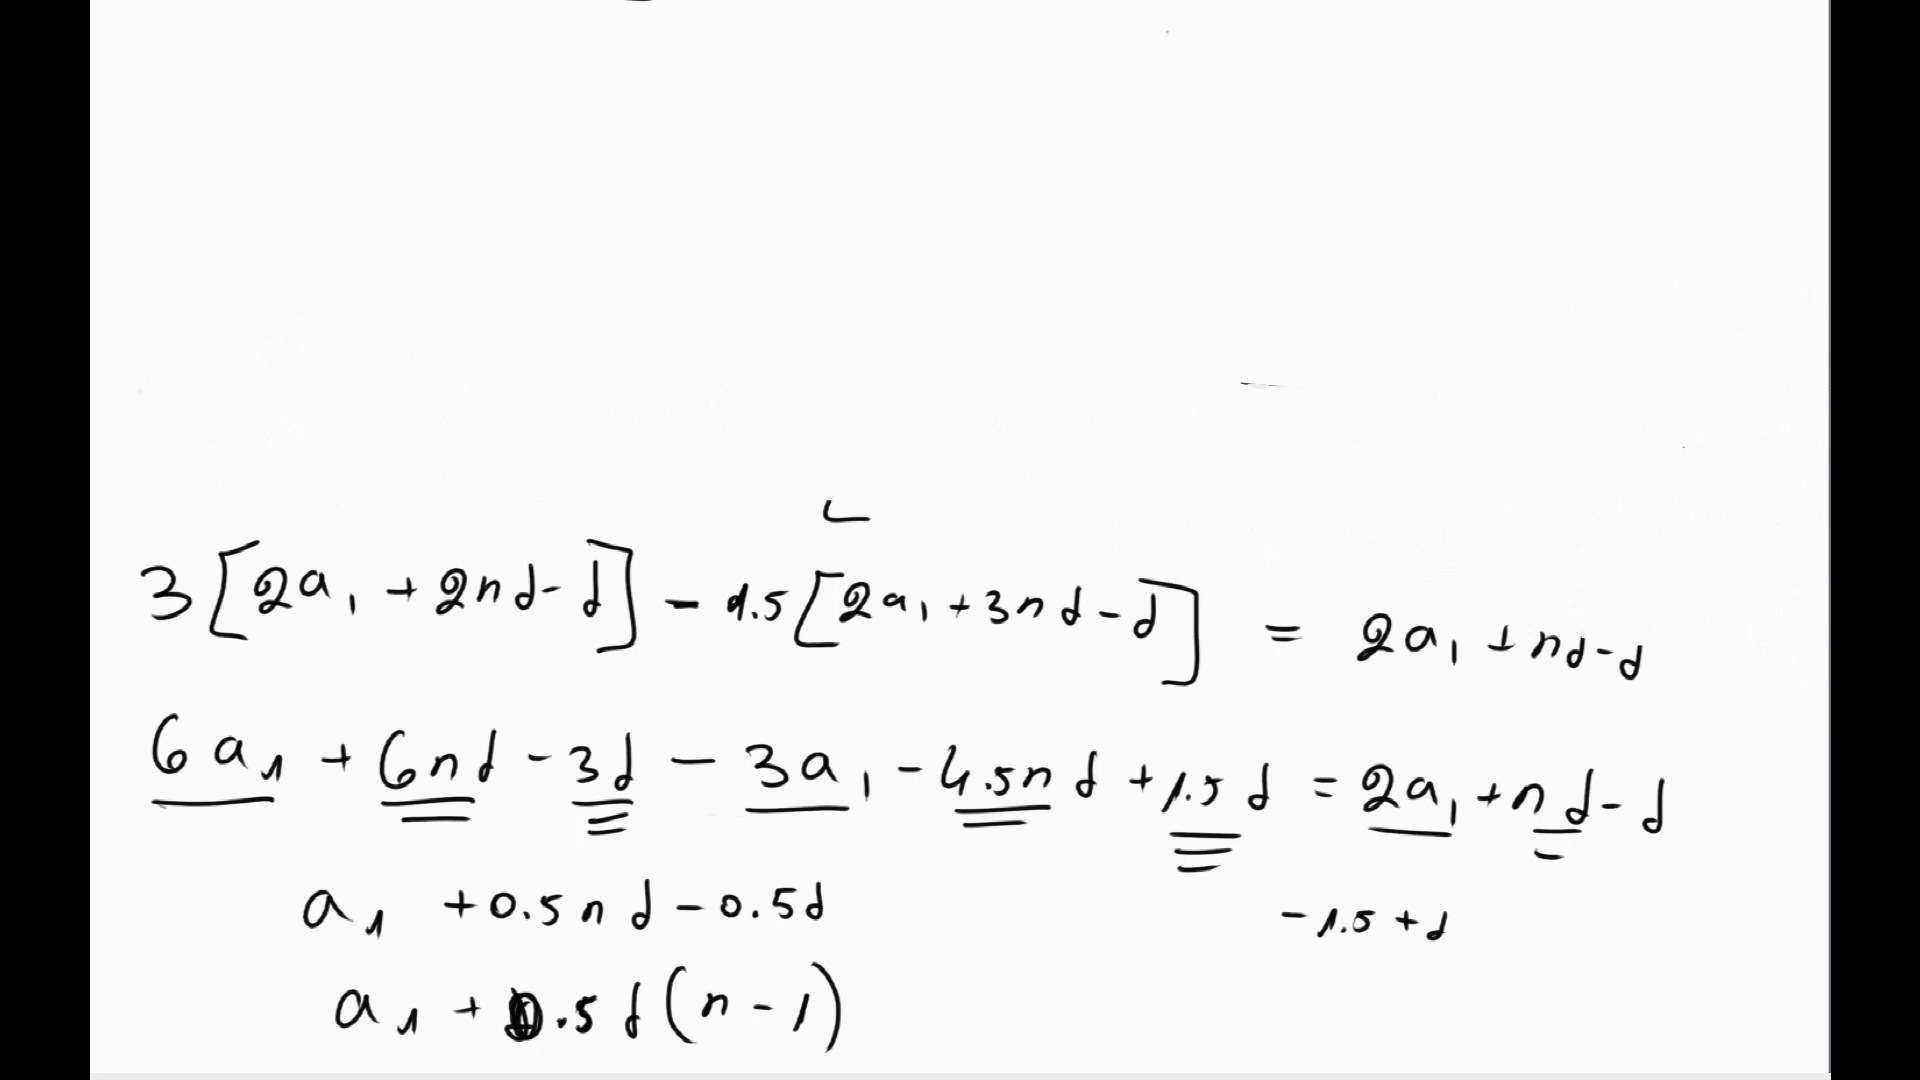 3[2a₁ + 2nd - d] - 1.5[2a₁ + 3nd - d] = 2a₁ + nd - d
6a₁ + 6nd - 3d - 3a₁ - 4.5nd + 1.5d = 2a₁ + nd - d
a₁ + 0.5nd - 0.5d - 1.5 + d
a₁ + 0.5d(n - 1)